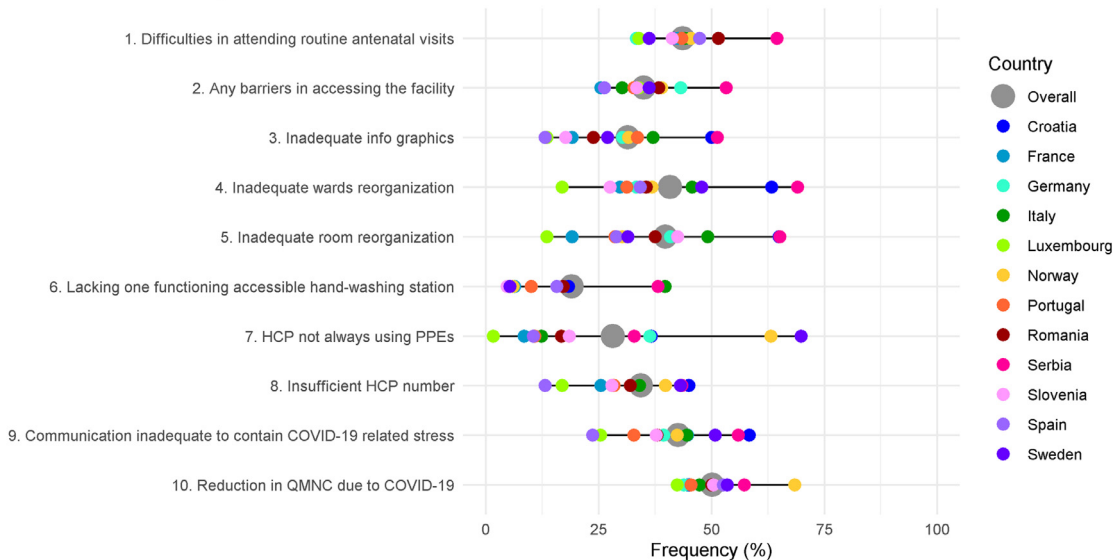 1. Difficulties in attending routine antenatal visits
2. Any barriers in accessing the facility
3. Inadequate info graphics
4. Inadequate wards reorganization
5. Inadequate room reorganization
6. Lacking one functioning accessible hand-washing station
7. HCP not always using PPEs
8. Insufficient HCP number
9. Communication inadequate to contain COVID-19 related stress
10. Reduction in QMNC due to COVID-19
0 25 50 75 100
Frequency (%)
Country
Overall
Croatia
France
Germany
Italy
Luxembourg
Norway
Portugal
Romania
Serbia
Slovenia
Spain
Sweden